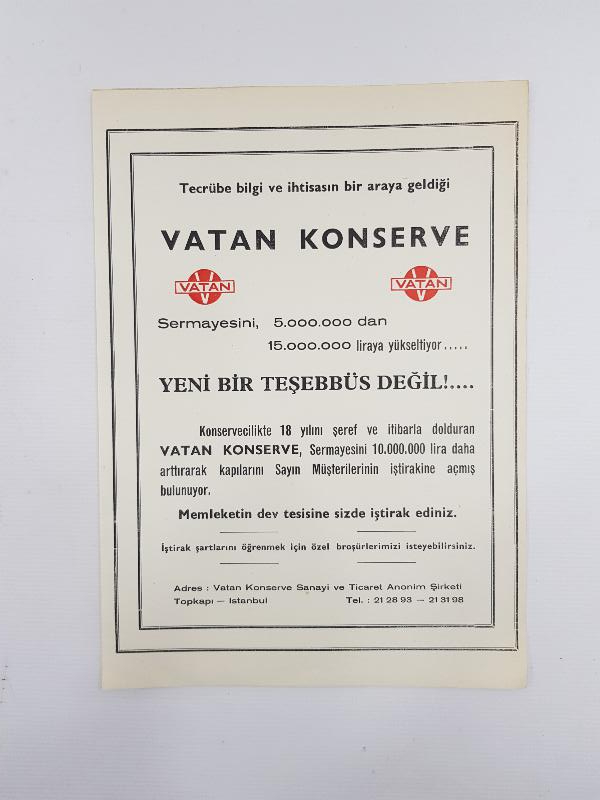 Tecrübe bilgi ve ihtisasın bir araya geldiği
VATAN KONSERVE
VATAN
VATAN
Sermayesini, 5.000.000 dan
15.000.000 liraya yükseltiyor.....
YENİ BİR TEŞEBBÜS DEĞİL!....
Konservecilikte 18 yılını şeref ve itibarla dolduran
VATAN KONSERVE, Sermayesini 10.000.000 lira daha
arttırarak kapılarını Sayın Müşterilerinin iştirakine açmış
bulunuyor.
Memleketin dev tesisine sizde iştirak ediniz.
İştirak şartlarını öğrenmek için özel broşürlerimizi isteyebilirsiniz.
Adres : Vatan Konserve Sanayi ve Ticaret Anonim Şirketi
Topkapı — Istanbul Tel. : 21 28 93 — 21 31 98